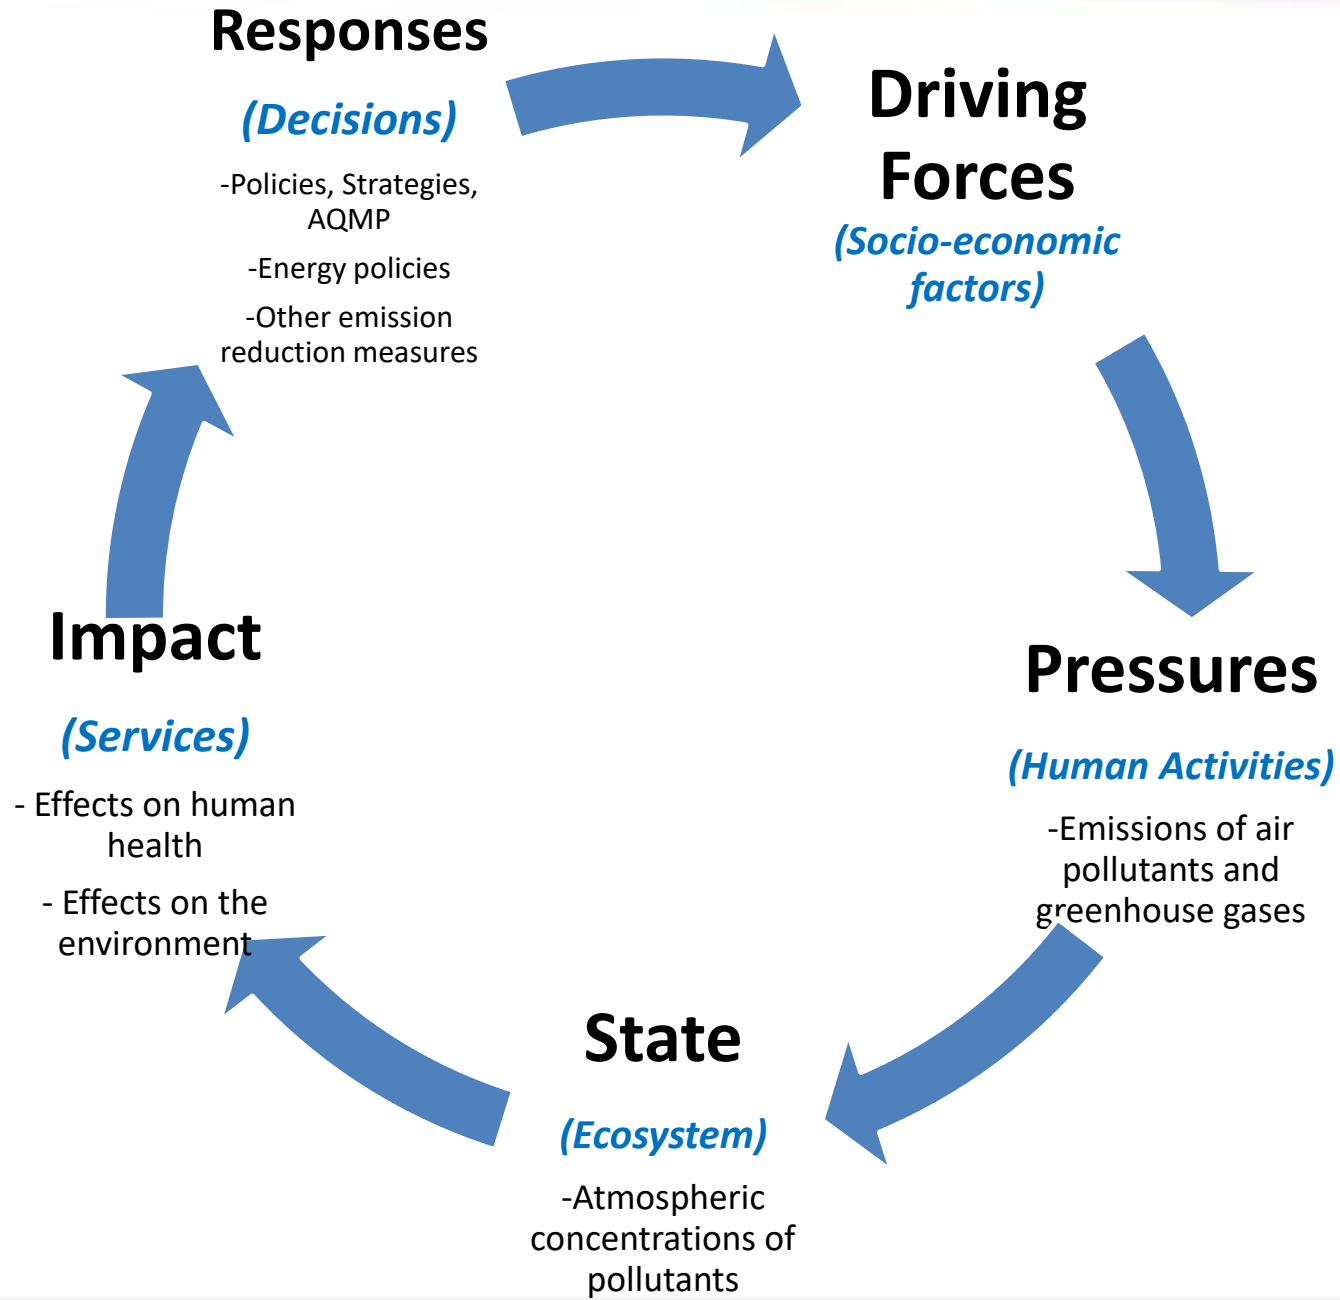 Responses
(Decisions)
-Policies, Strategies,
AQMP
-Energy policies
-Other emission
reduction measures
Driving
Forces
(Socio-economic
factors)
Pressures
(Human Activities)
-Emissions of air
pollutants and
greenhouse gases
State
(Ecosystem)
-Atmospheric
concentrations of
pollutants
Impact
(Services)
- Effects on human
health
- Effects on the
environment